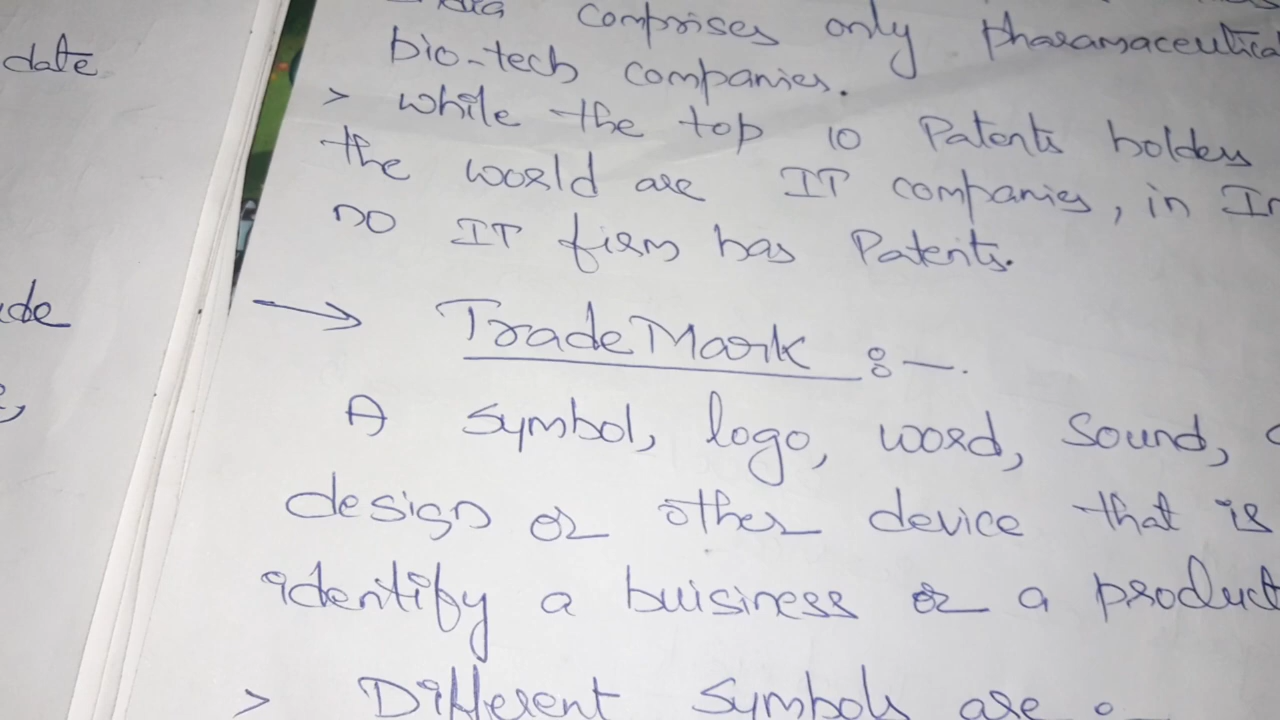 date
comprises only pharamaceutical
bio-tech companies.
> while the top 10 Patents holders
the world are IT companies, in
no IT firm has Patents.
→ TradeMark :-.
A symbol, logo, word, sound,
design or other device that is
identify a buisiness or a product
> Different symbols are :-